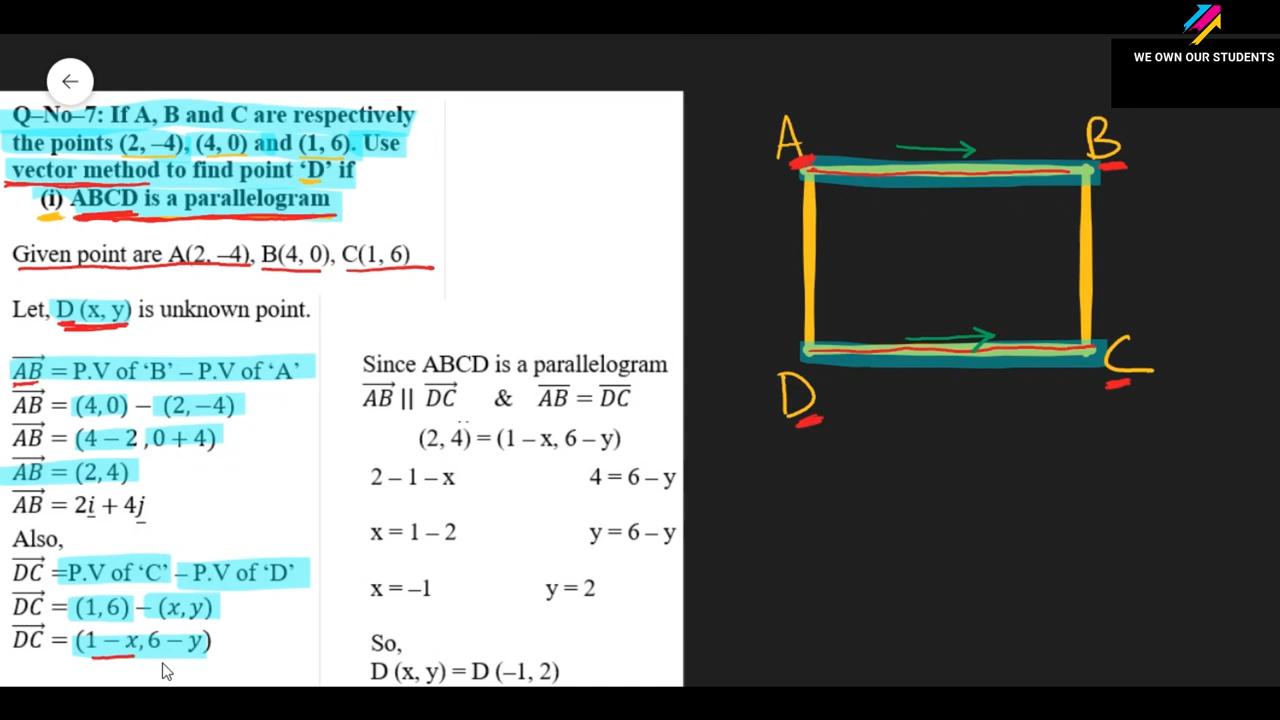 WE OWN OUR STUDENTS
Q–No–7: If A, B and C are respectively
the points (2, –4), (4, 0) and (1, 6). Use
vector method to find point ‘D’ if
(i) ABCD is a parallelogram
Given point are A(2, –4), B(4, 0), C(1, 6)
Let, D (x, y) is unknown point.
AB = P.V of ‘B’ – P.V of ‘A’
AB = (4, 0) – (2, –4)
AB = (4 – 2 ,0 + 4)
AB = (2, 4)
AB = 2i + 4j
Also,
DC =P.V of ‘C’ – P.V of ‘D’
DC = (1, 6) – (x, y)
DC = (1 – x, 6 – y)
Since ABCD is a parallelogram
AB || DC & AB = DC
(2, 4) = (1 – x, 6 – y)
2 – 1 – x 4 = 6 – y
x = 1 – 2 y = 6 – y
x = –1 y = 2
So,
D (x, y) = D (–1, 2)
A B
D C